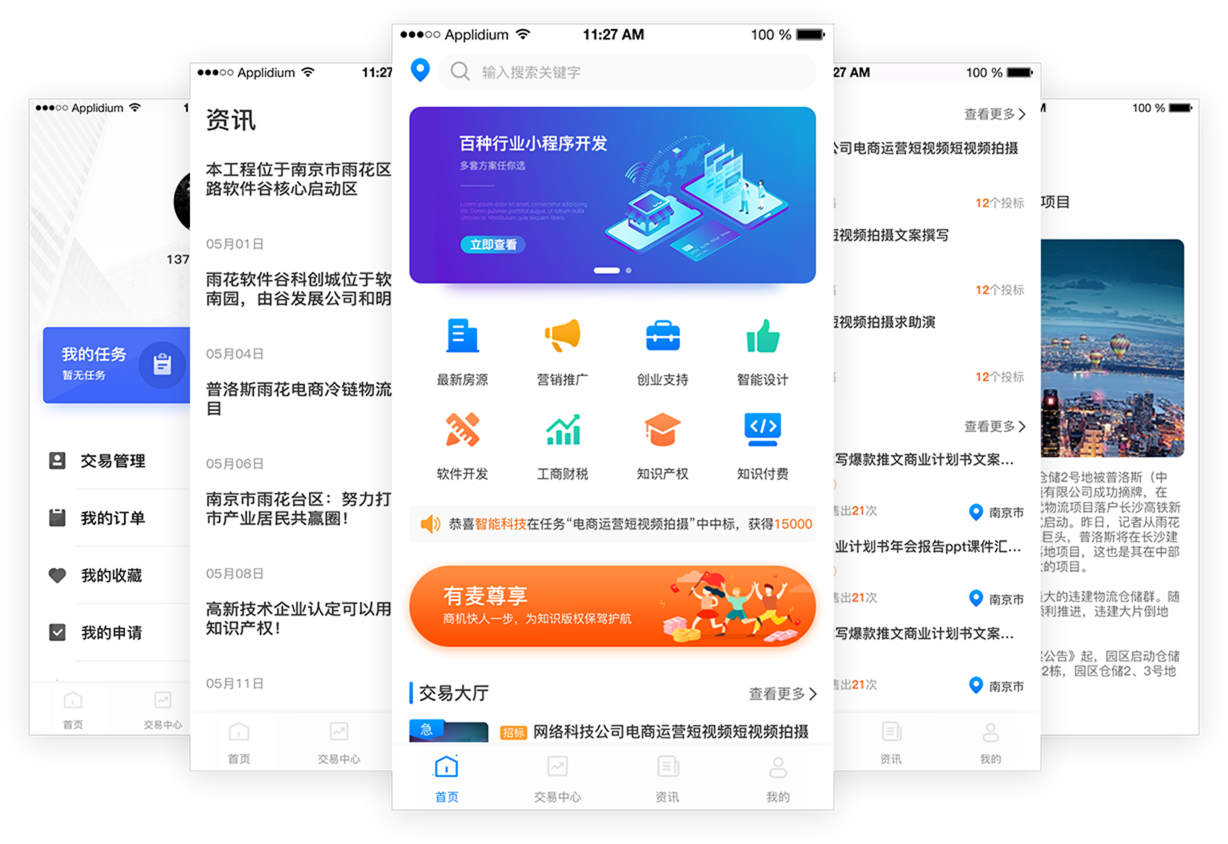 Applidium
1
137
我的任务
暂无任务
交易管理
我的订单
我的收藏
我的申请
首页
交易中心
Applidium
11:27
资讯
本工程位于南京市雨花区
路软件谷核心启动区
05月01日
雨花软件谷科创城位于软
南园，由谷发展公司和明
05月04日
普洛斯雨花电商冷链物流
目
05月06日
南京市雨花台区：努力打
市产业居民共赢圈！
05月08日
高新技术企业认定可以用
知识产权！
05月11日
首页
交易中心
Applidium
11:27 AM
100 %
输入搜索关键字
百种行业小程序开发
多套方案任你选
Lorem ipsum dolor sit amet, consectetur adipiscing
立即查看
最新房源
营销推广
创业支持
智能设计
软件开发
工商财税
知识产权
知识付费
恭喜智能科技在任务“电商运营短视频拍摄”中中标，获得15000
有麦尊享
商机快人一步，为知识版权保驾护航
交易大厅
查看更多
急
招标
网络科技公司电商运营短视频短视频拍摄
首页
交易中心
资讯
我的
27 AM
100 %
查看更多
公司电商运营短视频短视频拍摄
12个投标
短视频拍摄文案撰写
12个投标
短视频拍摄求助演
12个投标
查看更多
写爆款推文商业计划书文案...
售出21次
南京市
业计划书年会报告ppt课件汇...
售出21次
南京市
写爆款推文商业计划书文案...
售出21次
南京市
资讯
我的
100 %
项目
仓储2号地被普洛斯（中
有限公司成功摘牌，在
物流项目落户长沙高铁新
启动。昨日，记者从雨花
巨头，普洛斯将在长沙建
落地项目，这也是其在中部
大的项目。
最大的违建物流仓储群。随
顺利推进，违建大片倒地
公告》起，园区启动仓储
2栋，园区仓储2、3号地